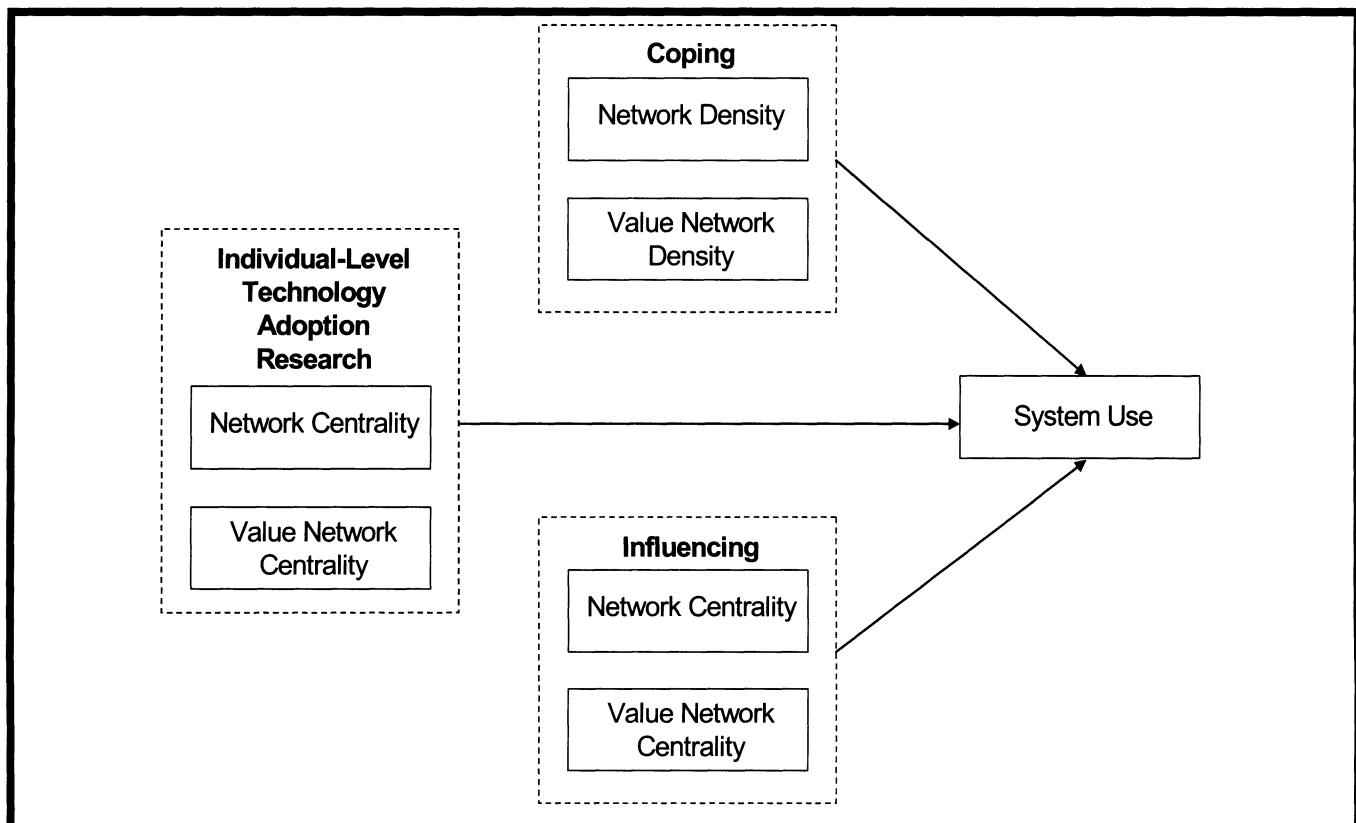 Coping
Network Density
Value Network
Density
Individual-Level
Technology
Adoption
Research
Network Centrality
Value Network
Centrality
System Use
Influencing
Network Centrality
Value Network
Centrality